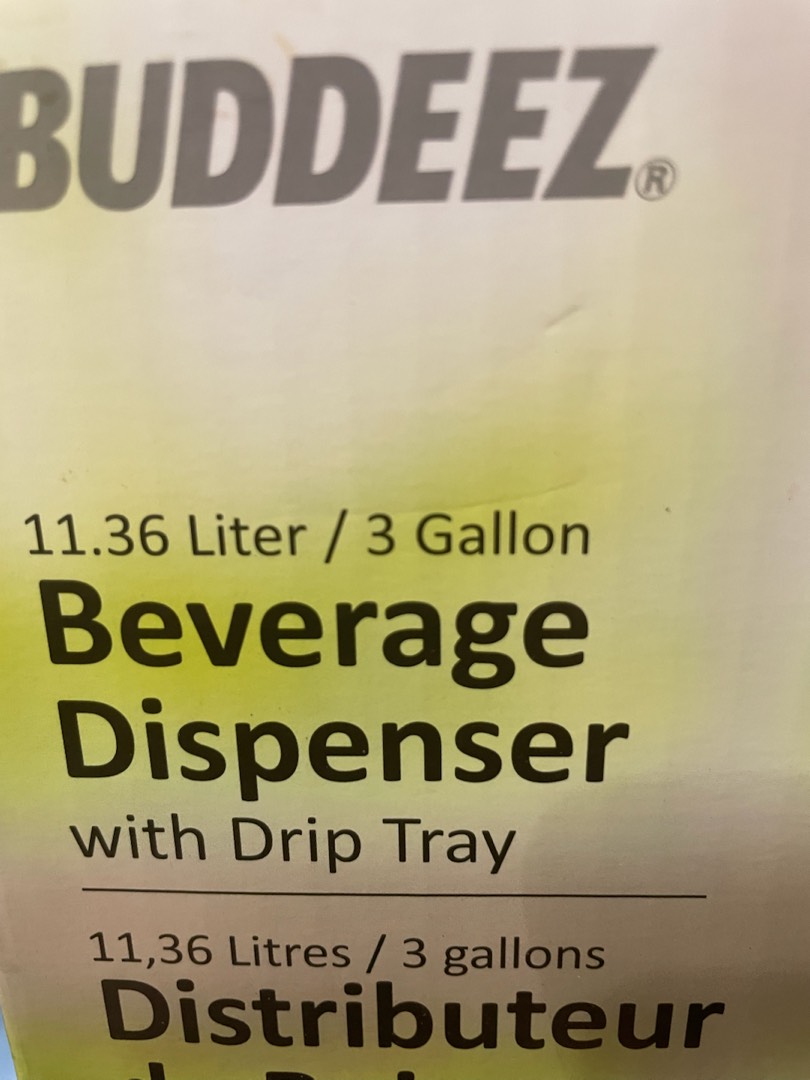 BUDDEEZ®
11.36 Liter / 3 Gallon
Beverage
Dispenser
with Drip Tray
11,36 Litres / 3 gallons
Distributeur